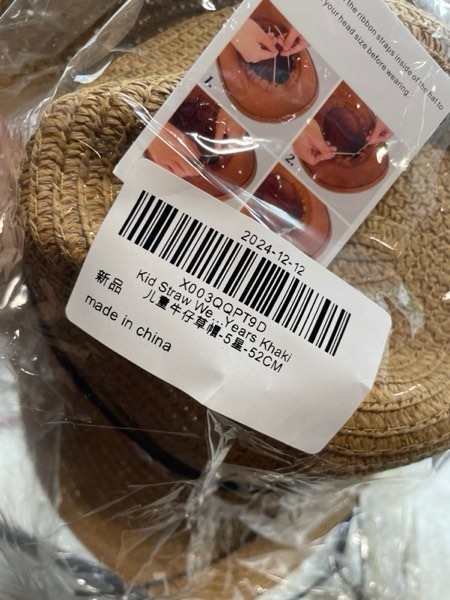 the ribbon straps inside of the hat to
your head size before wearing.
1.
2.
2024-12-12
X003QQPT9D
Kid Straw We...Years Khaki
儿童牛仔草帽-5星-52CM
新品
made in china